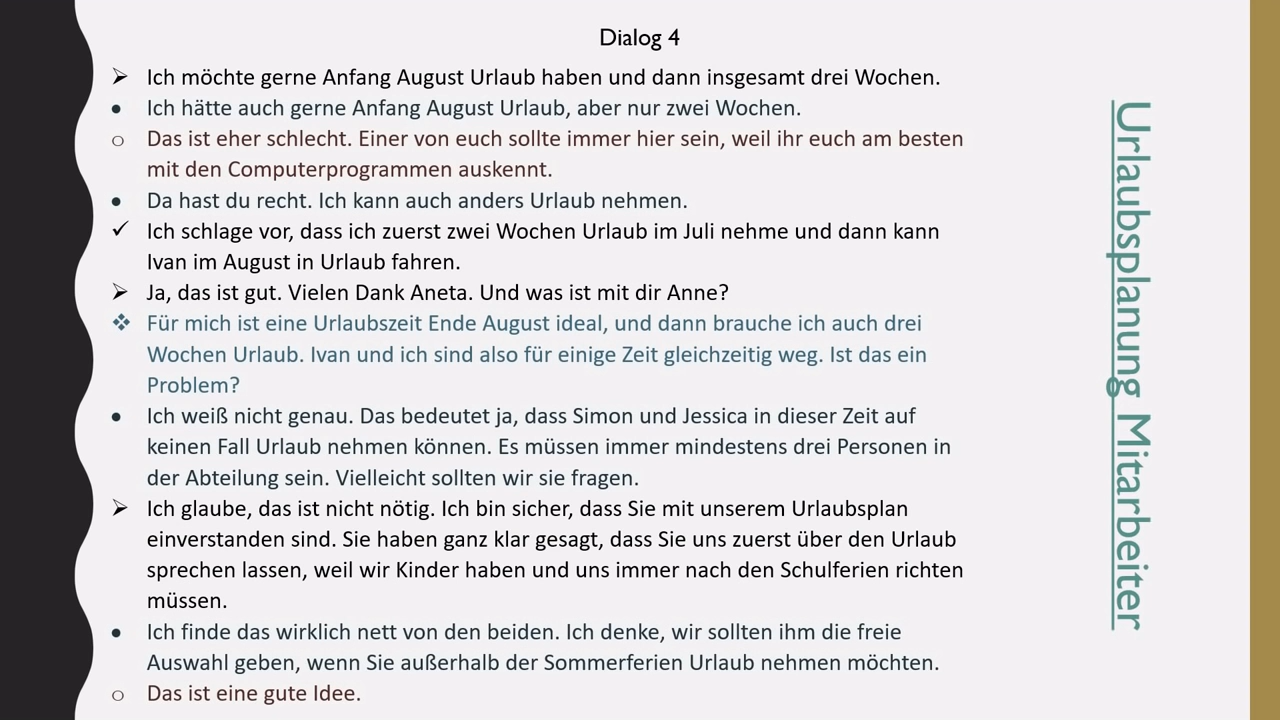 Dialog 4
➢ Ich möchte gerne Anfang August Urlaub haben und dann insgesamt drei Wochen.
• Ich hätte auch gerne Anfang August Urlaub, aber nur zwei Wochen.
o Das ist eher schlecht. Einer von euch sollte immer hier sein, weil ihr euch am besten
mit den Computerprogrammen auskennt.
• Da hast du recht. Ich kann auch anders Urlaub nehmen.
✓ Ich schlage vor, dass ich zuerst zwei Wochen Urlaub im Juli nehme und dann kann
Ivan im August in Urlaub fahren.
➢ Ja, das ist gut. Vielen Dank Aneta. Und was ist mit dir Anne?
❖ Für mich ist eine Urlaubszeit Ende August ideal, und dann brauche ich auch drei
Wochen Urlaub. Ivan und ich sind also für einige Zeit gleichzeitig weg. Ist das ein
Problem?
• Ich weiß nicht genau. Das bedeutet ja, dass Simon und Jessica in dieser Zeit auf
keinen Fall Urlaub nehmen können. Es müssen immer mindestens drei Personen in
der Abteilung sein. Vielleicht sollten wir sie fragen.
➢ Ich glaube, das ist nicht nötig. Ich bin sicher, dass Sie mit unserem Urlaubsplan
einverstanden sind. Sie haben ganz klar gesagt, dass Sie uns zuerst über den Urlaub
sprechen lassen, weil wir Kinder haben und uns immer nach den Schulferien richten
müssen.
• Ich finde das wirklich nett von den beiden. Ich denke, wir sollten ihm die freie
Auswahl geben, wenn Sie außerhalb der Sommerferien Urlaub nehmen möchten.
o Das ist eine gute Idee.
Urlaubsplanung Mitarbeiter